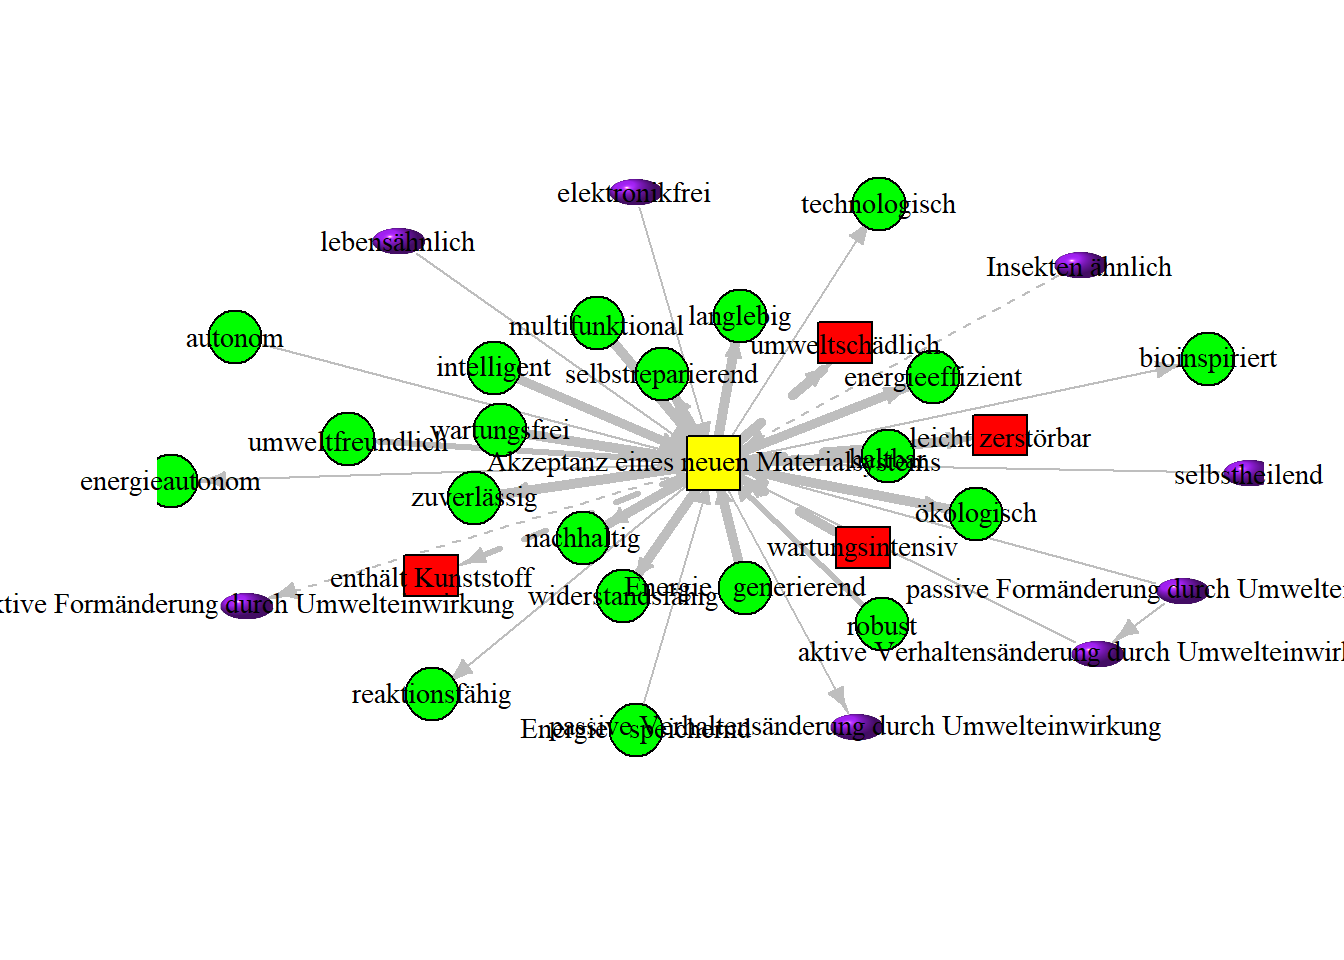 elektronikfrei
technologisch
lebensähnlich
Insekten ähnlich
multifunktional
langlebig
autonom
umweltschädlich
bioinspiriert
intelligent
selbstreparierend
energieeffizient
wartungsfrei
umweltfreundlich
leicht zerstörbar
haltbar
Akzeptanz eines neuen Materialsystems
selbstheilend
energieautonom
zuverlässig
ökologisch
nachhaltig
wartungsintensiv
enthält Kunststoff
Energie generierend
widerstandsfähig
passive Formänderung durch Umweltei
ktive Formänderung durch Umwelteinwirkung
robust
aktive Verhaltensänderung durch Umwelteinwirk
reaktionsfähig
Energie speichernd
passive Verhaltensänderung durch Umwelteinwirkung